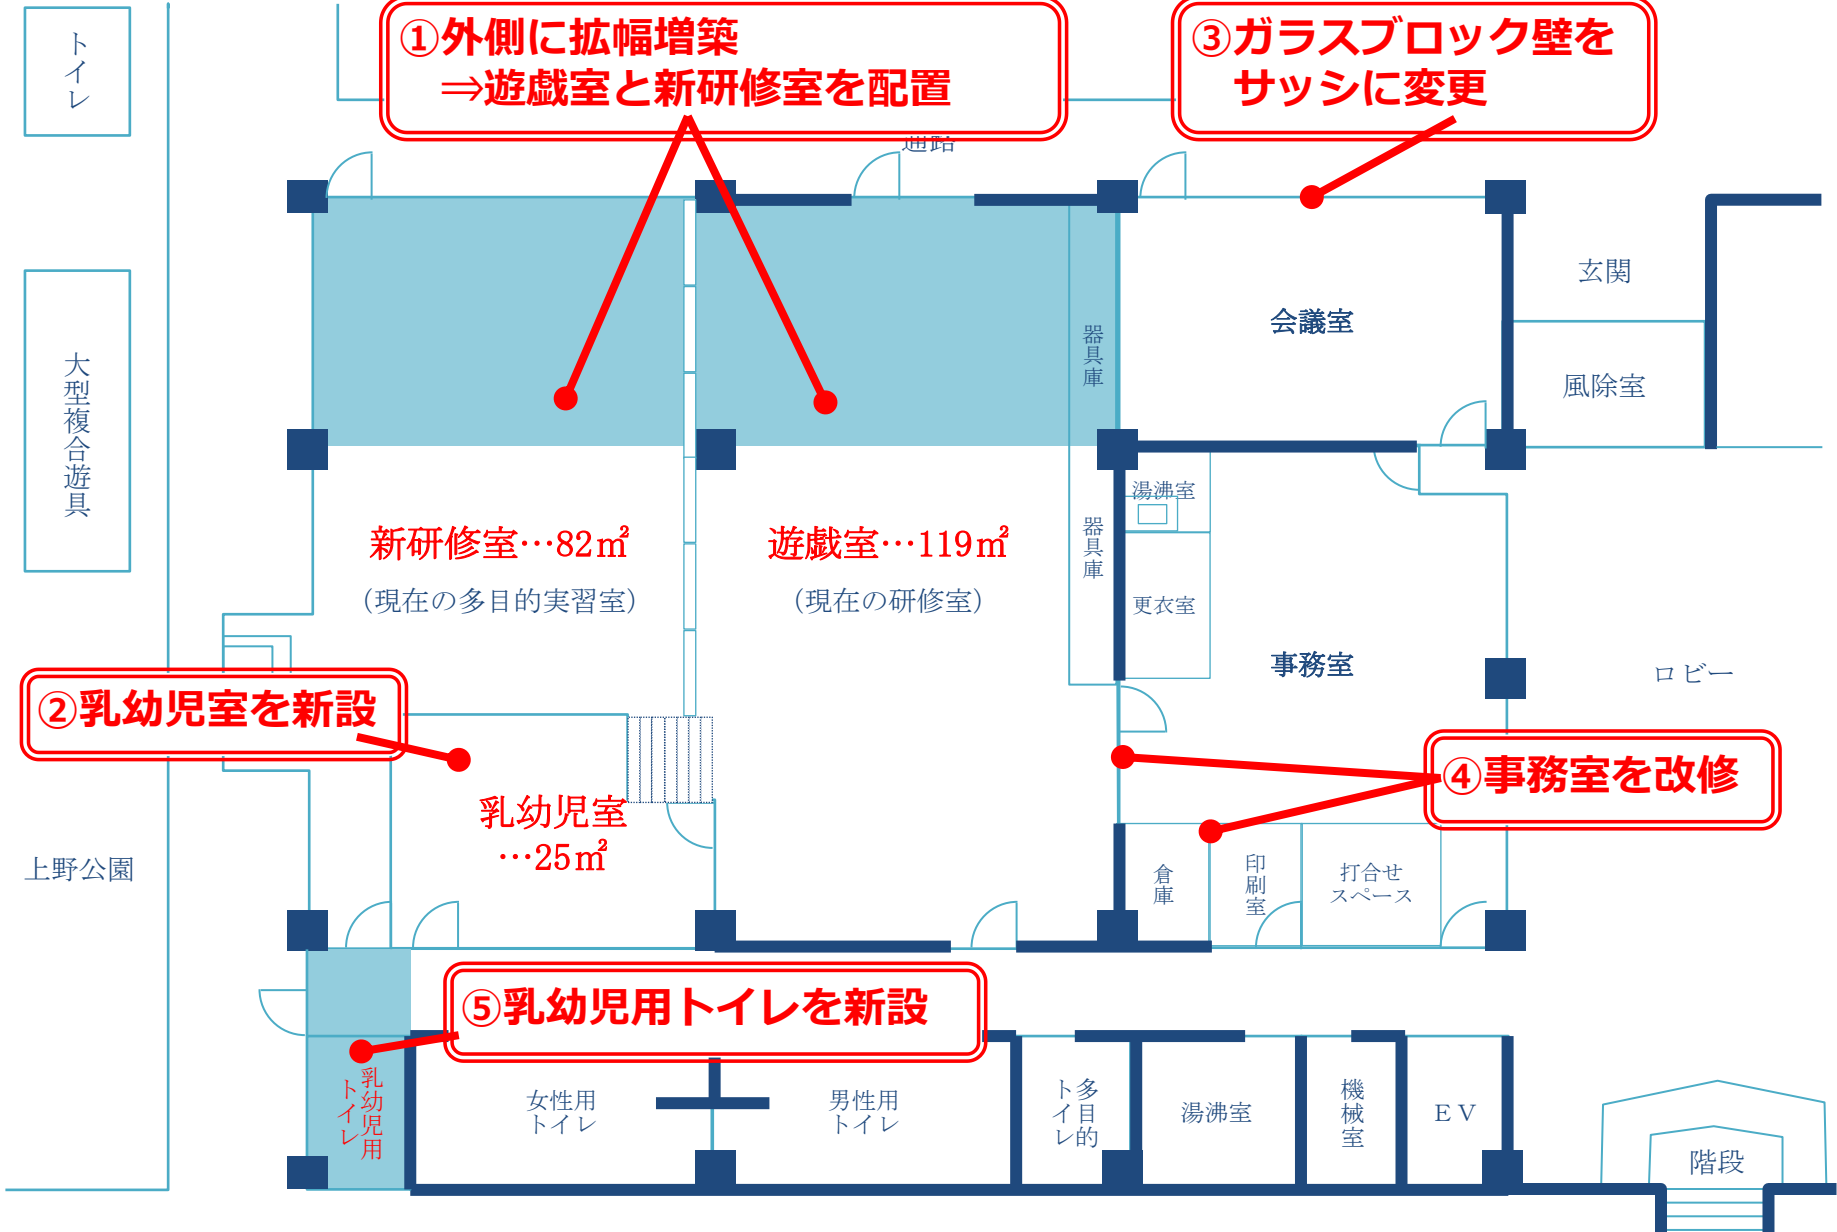 トイレ
①外側に拡幅増築
⇒遊戯室と新研修室を配置
③ガラスブロック壁を
サッシに変更
通路
玄関
会議室
器具庫
大型複合遊具
風除室
湯沸室
新研修室…82㎡
遊戯室…119㎡
器具庫
(現在の多目的実習室)
(現在の研修室)
更衣室
事務室
ロビー
②乳幼児室を新設
④事務室を改修
乳幼児室
…25㎡
上野公園
倉庫
印刷室
打合せ
スペース
⑤乳幼児用トイレを新設
乳幼児用
トイレ
女性用
トイレ
男性用
トイレ
多目的
トイレ
湯沸室
機械室
ＥＶ
階段